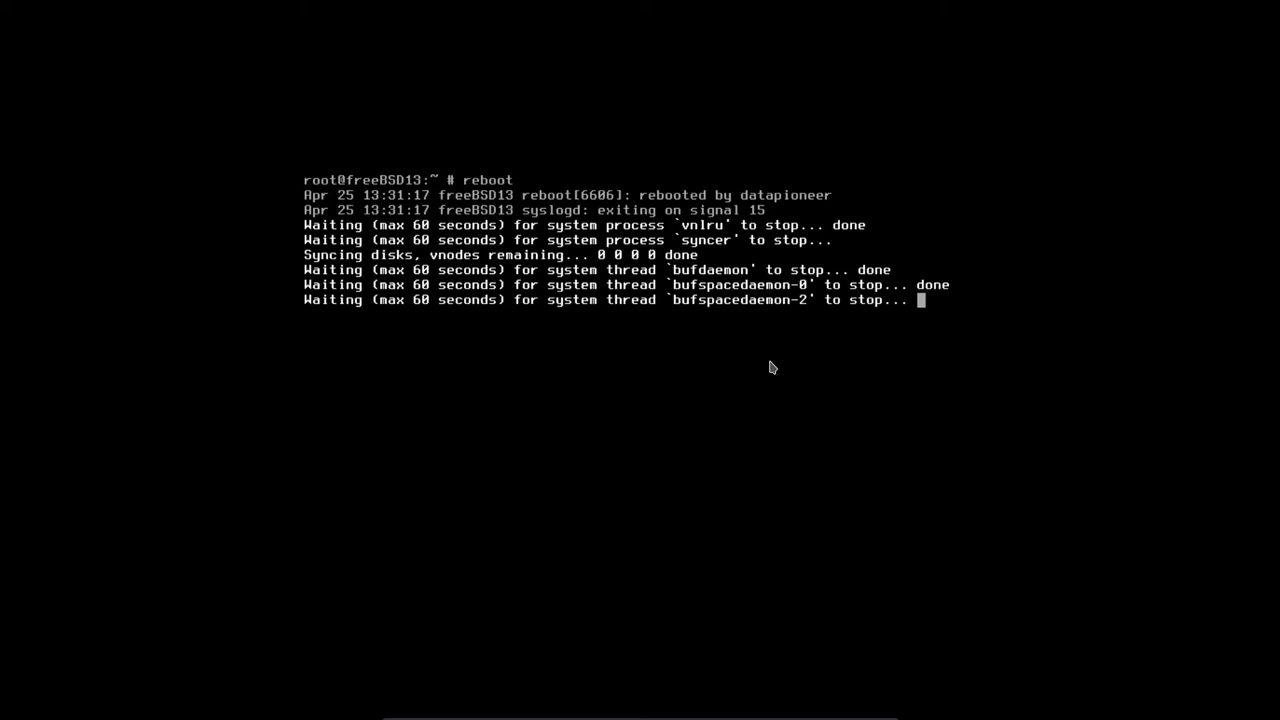 root@freeBSD13:~ # reboot
Apr 25 13:31:17 freeBSD13 reboot[6606]: rebooted by datapioneer
Apr 25 13:31:17 freeBSD13 syslogd: exiting on signal 15
Waiting (max 60 seconds) for system process `vnlru' to stop... done
Waiting (max 60 seconds) for system process `syncer' to stop...
Syncing disks, vnodes remaining... 0 0 0 0 done
Waiting (max 60 seconds) for system thread `bufdaemon' to stop... done
Waiting (max 60 seconds) for system thread `bufspacedaemon-0' to stop... done
Waiting (max 60 seconds) for system thread `bufspacedaemon-2' to stop...